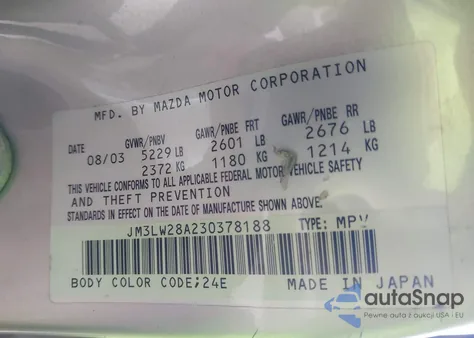 MFD. BY MAZDA MOTOR CORPORATION
DATE GVWR/PNBV GAWR/PNBE FRT GAWR/PNBE RR
08/03 5229 LB 2601 LB 2676 LB
2372 KG 1180 KG 1214 KG
THIS VEHICLE CONFORMS TO ALL APPLICABLE FEDERAL MOTOR VEHICLE SAFETY
AND THEFT PREVENTION
STANDARDS IN EFFECT ON THE DATE OF MANUFACTURE SHOWN ABOVE.
JM3LW28A230378188 TYPE: MPV
BODY COLOR CODE;24E MADE IN JAPAN
autoSnap
Pewne auta z aukcji USA i EU